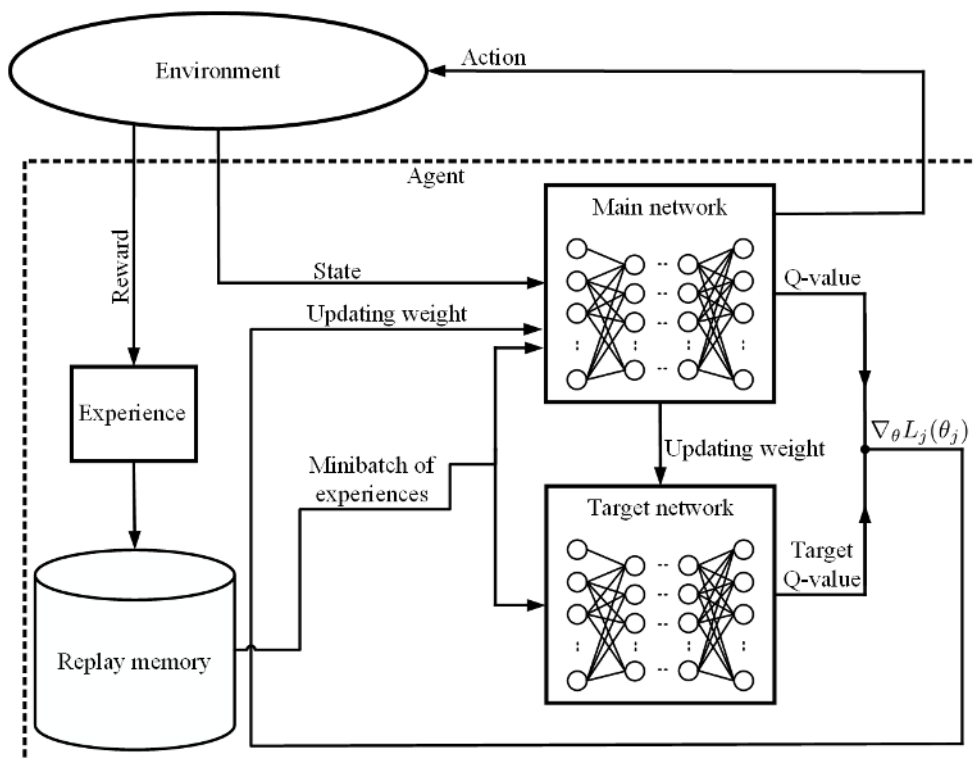 Environment
Action
Agent
Main network
Reward
State
Q-value
Updating weight
Experience
∇θLj(θj)
Updating weight
Minibatch of
experiences
Target network
Target
Q-value
Replay memory